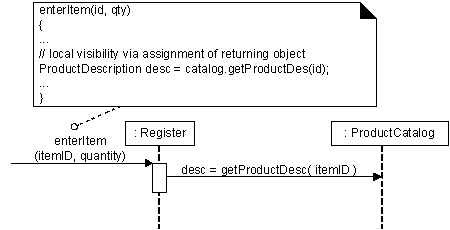 enterItem(id, qty)
{
...
// local visibility via assignment of returning object
ProductDescription desc = catalog.getProductDes(id);
...
}
enterItem
(itemID, quantity)
: Register
: ProductCatalog
desc = getProductDesc( itemID )